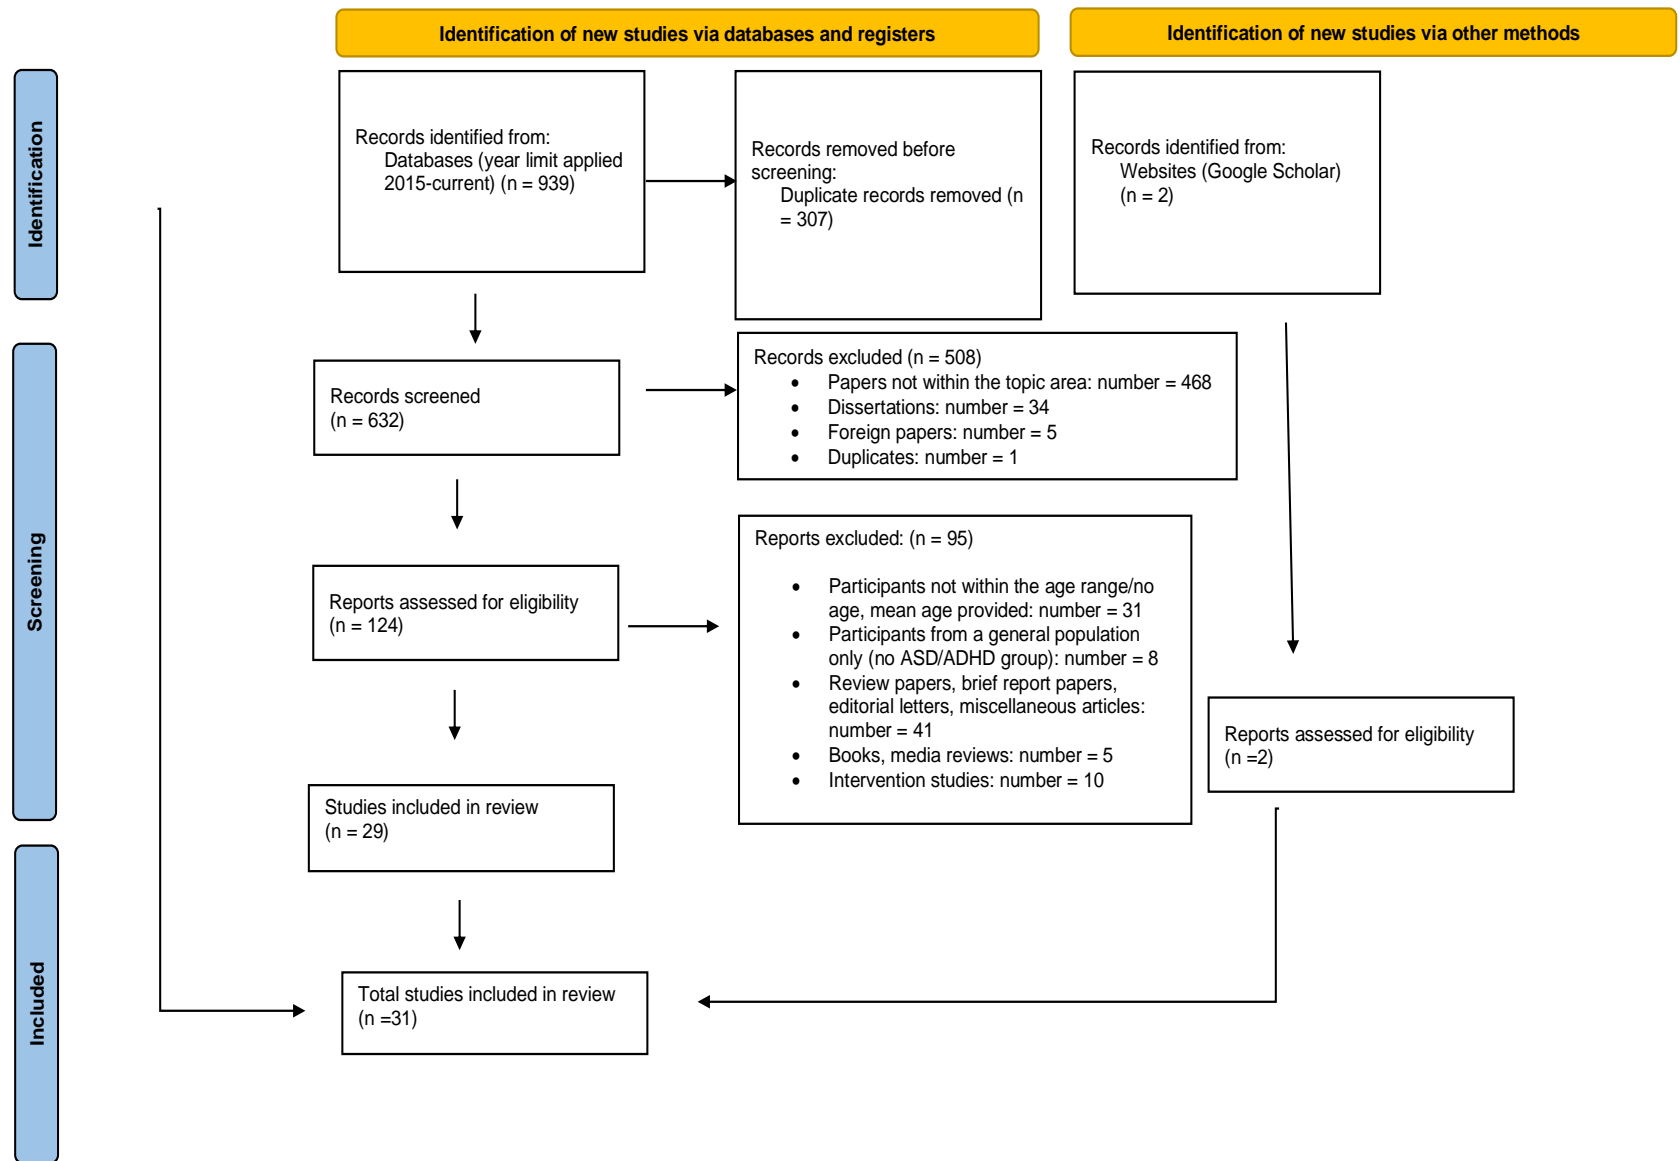 Identification of new studies via databases and registers
Identification of new studies via other methods
Identification
Records identified from:
Databases (year limit applied
2015-current) (n = 939)
Records removed before
screening:
Duplicate records removed (n
= 307)
Records identified from:
Websites (Google Scholar)
(n = 2)
Screening
Records screened
(n = 632)
Records excluded (n = 508)
• Papers not within the topic area: number = 468
• Dissertations: number = 34
• Foreign papers: number = 5
• Duplicates: number = 1
Reports assessed for eligibility
(n = 124)
Reports excluded: (n = 95)
• Participants not within the age range/no
age, mean age provided: number = 31
• Participants from a general population
only (no ASD/ADHD group): number = 8
• Review papers, brief report papers,
editorial letters, miscellaneous articles:
number = 41
• Books, media reviews: number = 5
• Intervention studies: number = 10
Reports assessed for eligibility
(n =2)
Studies included in review
(n = 29)
Included
Total studies included in review
(n =31)